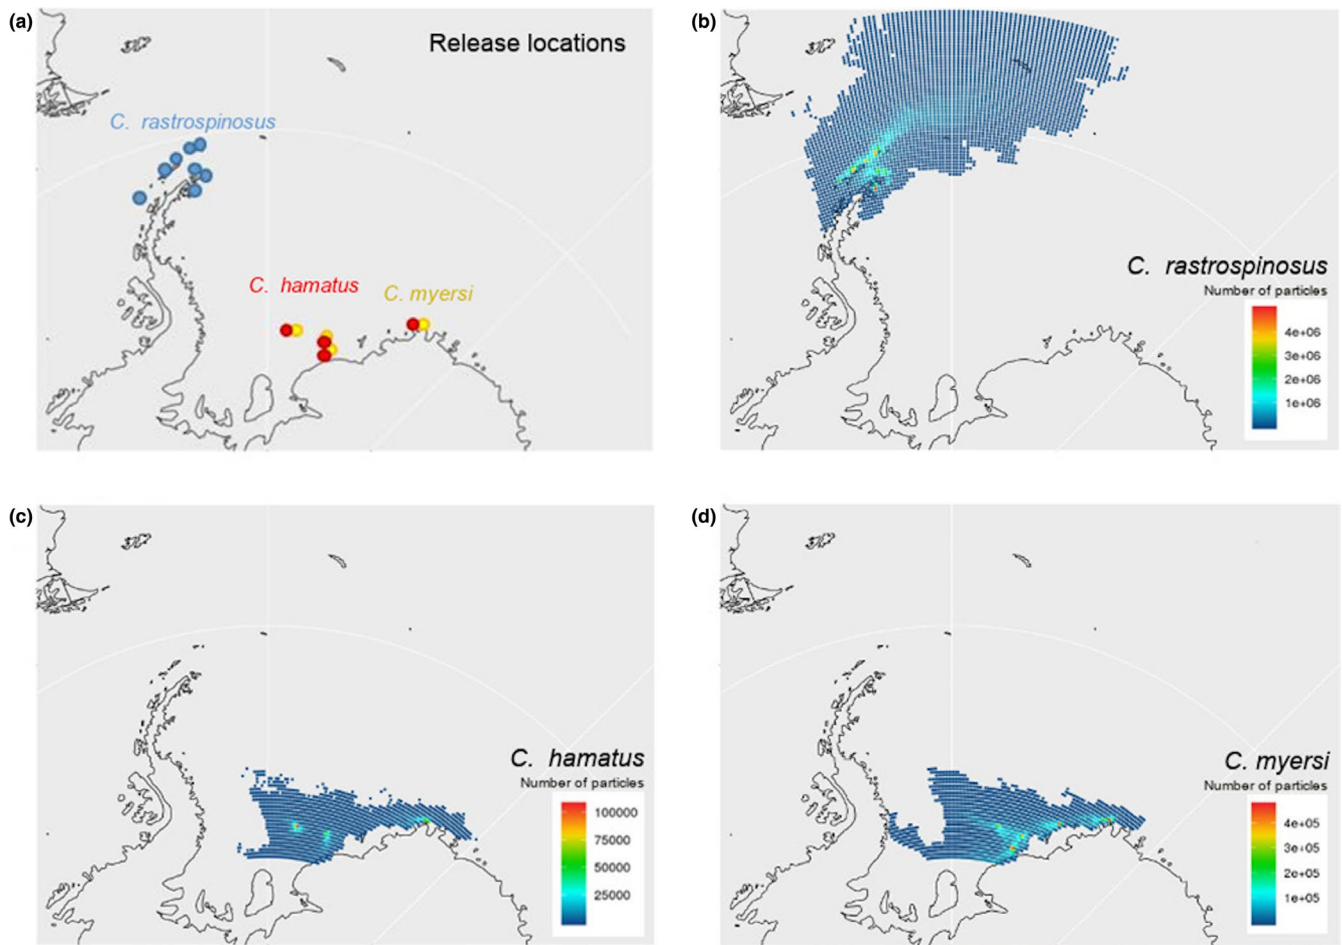 (a)
Release locations
C. rastrospinosus
C. hamatus
C. myersi
(b)
C. rastrospinosus
Number of particles
4e+06
3e+06
2e+06
1e+06
(c)
C. hamatus
Number of particles
100000
75000
50000
25000
(d)
C. myersi
Number of particles
4e+05
3e+05
2e+05
1e+05